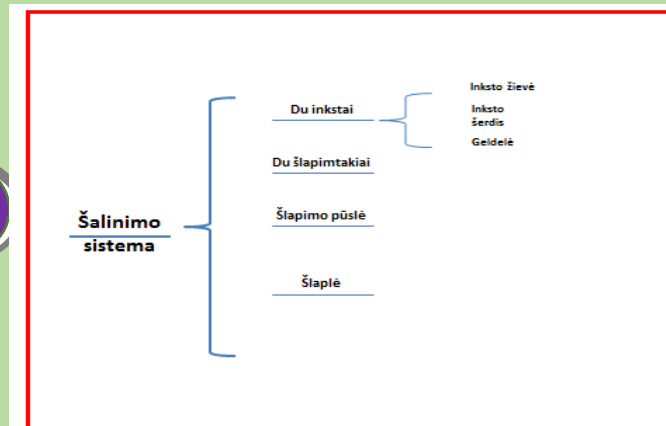 Šalinimo
sistema
Du inkstai
Inksto žievė
Inksto
šerdis
Geldelė
Du šlapimtakiai
Šlapimo pūslė
Šlaplė